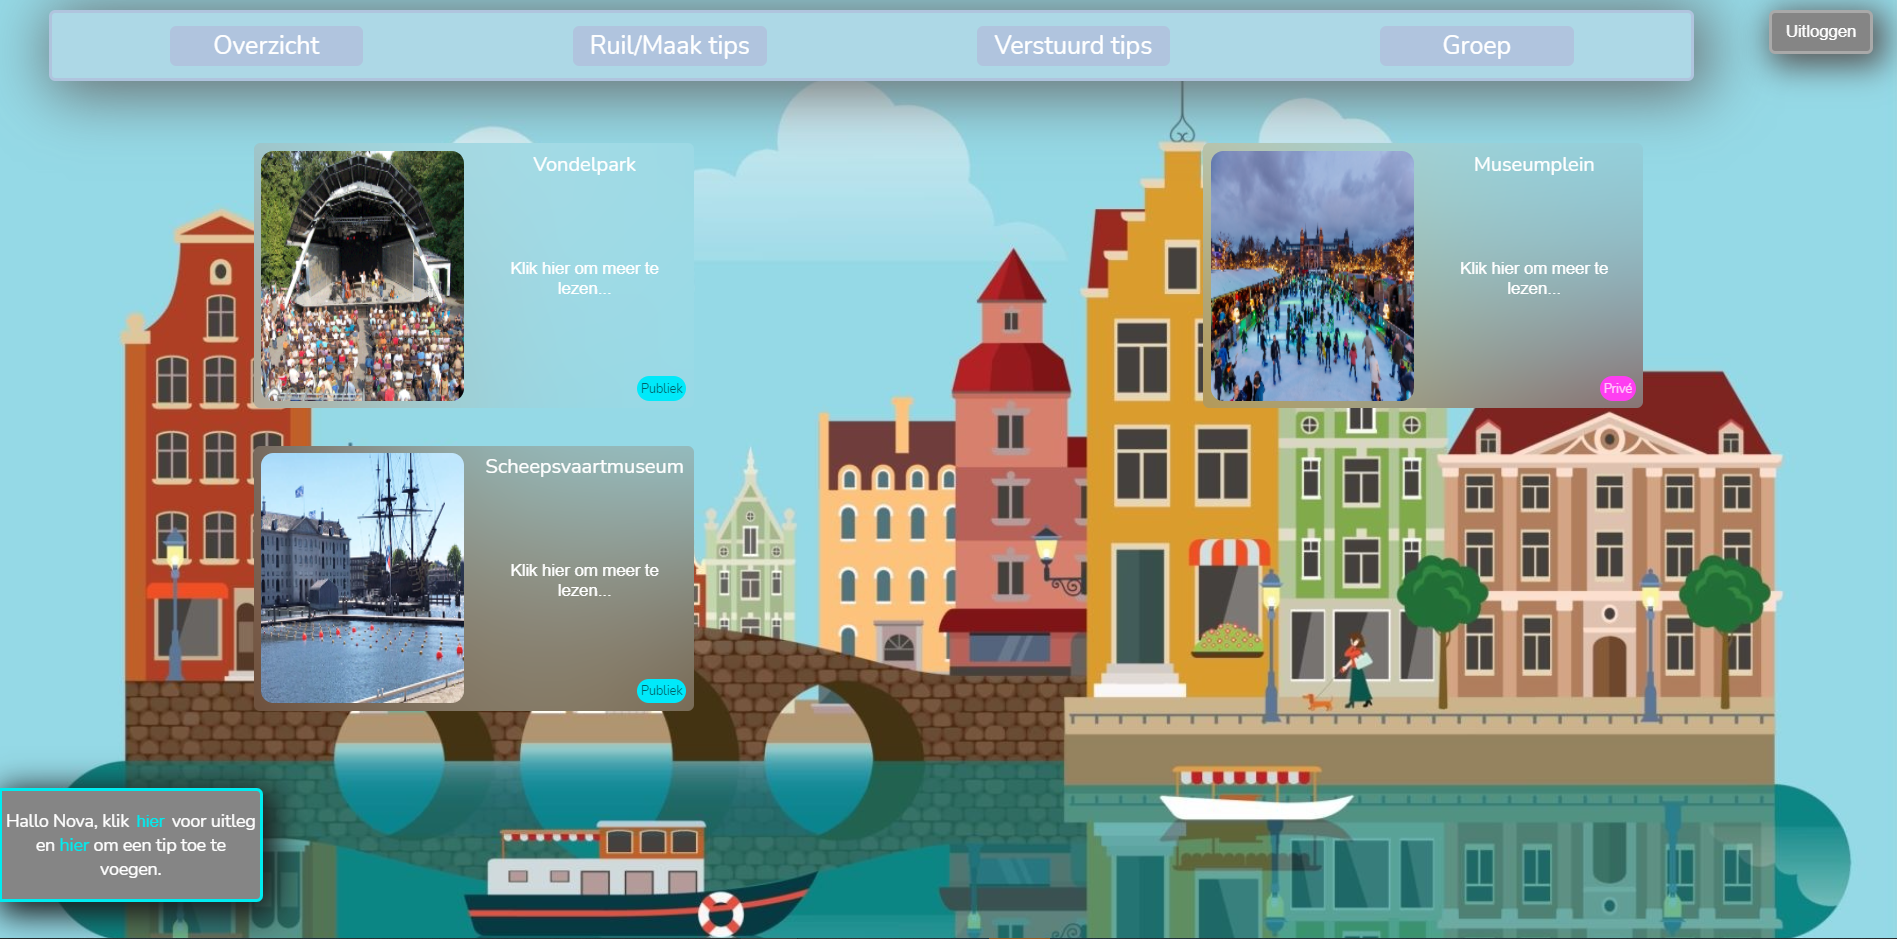 Overzicht
Ruil/Maak tips
Verstuurd tips
Groep
Uitloggen
Vondelpark
Klik hier om meer te
lezen...
Publiek
Museumplein
Klik hier om meer te
lezen...
Privé
Scheepsvaartmuseum
Klik hier om meer te
lezen...
Publiek
Hallo Nova, klik hier voor uitleg
en hier om een tip toe te
voegen.